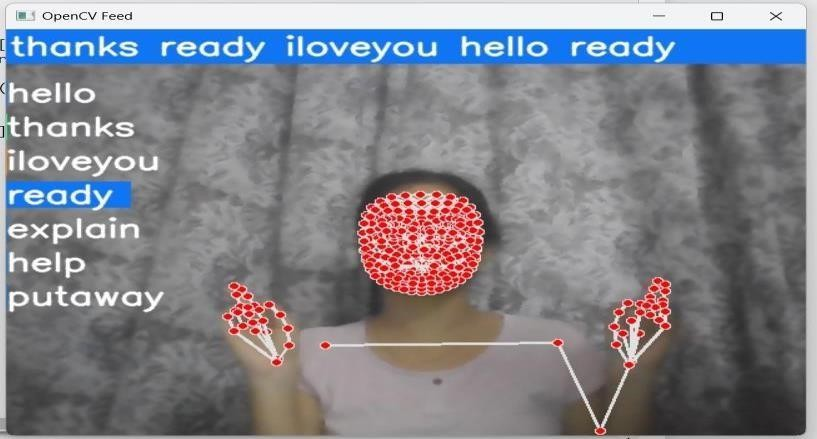 OpenCV Feed
thanks ready iloveyou hello ready
hello
thanks
iloveyou
ready
explain
help
putaway